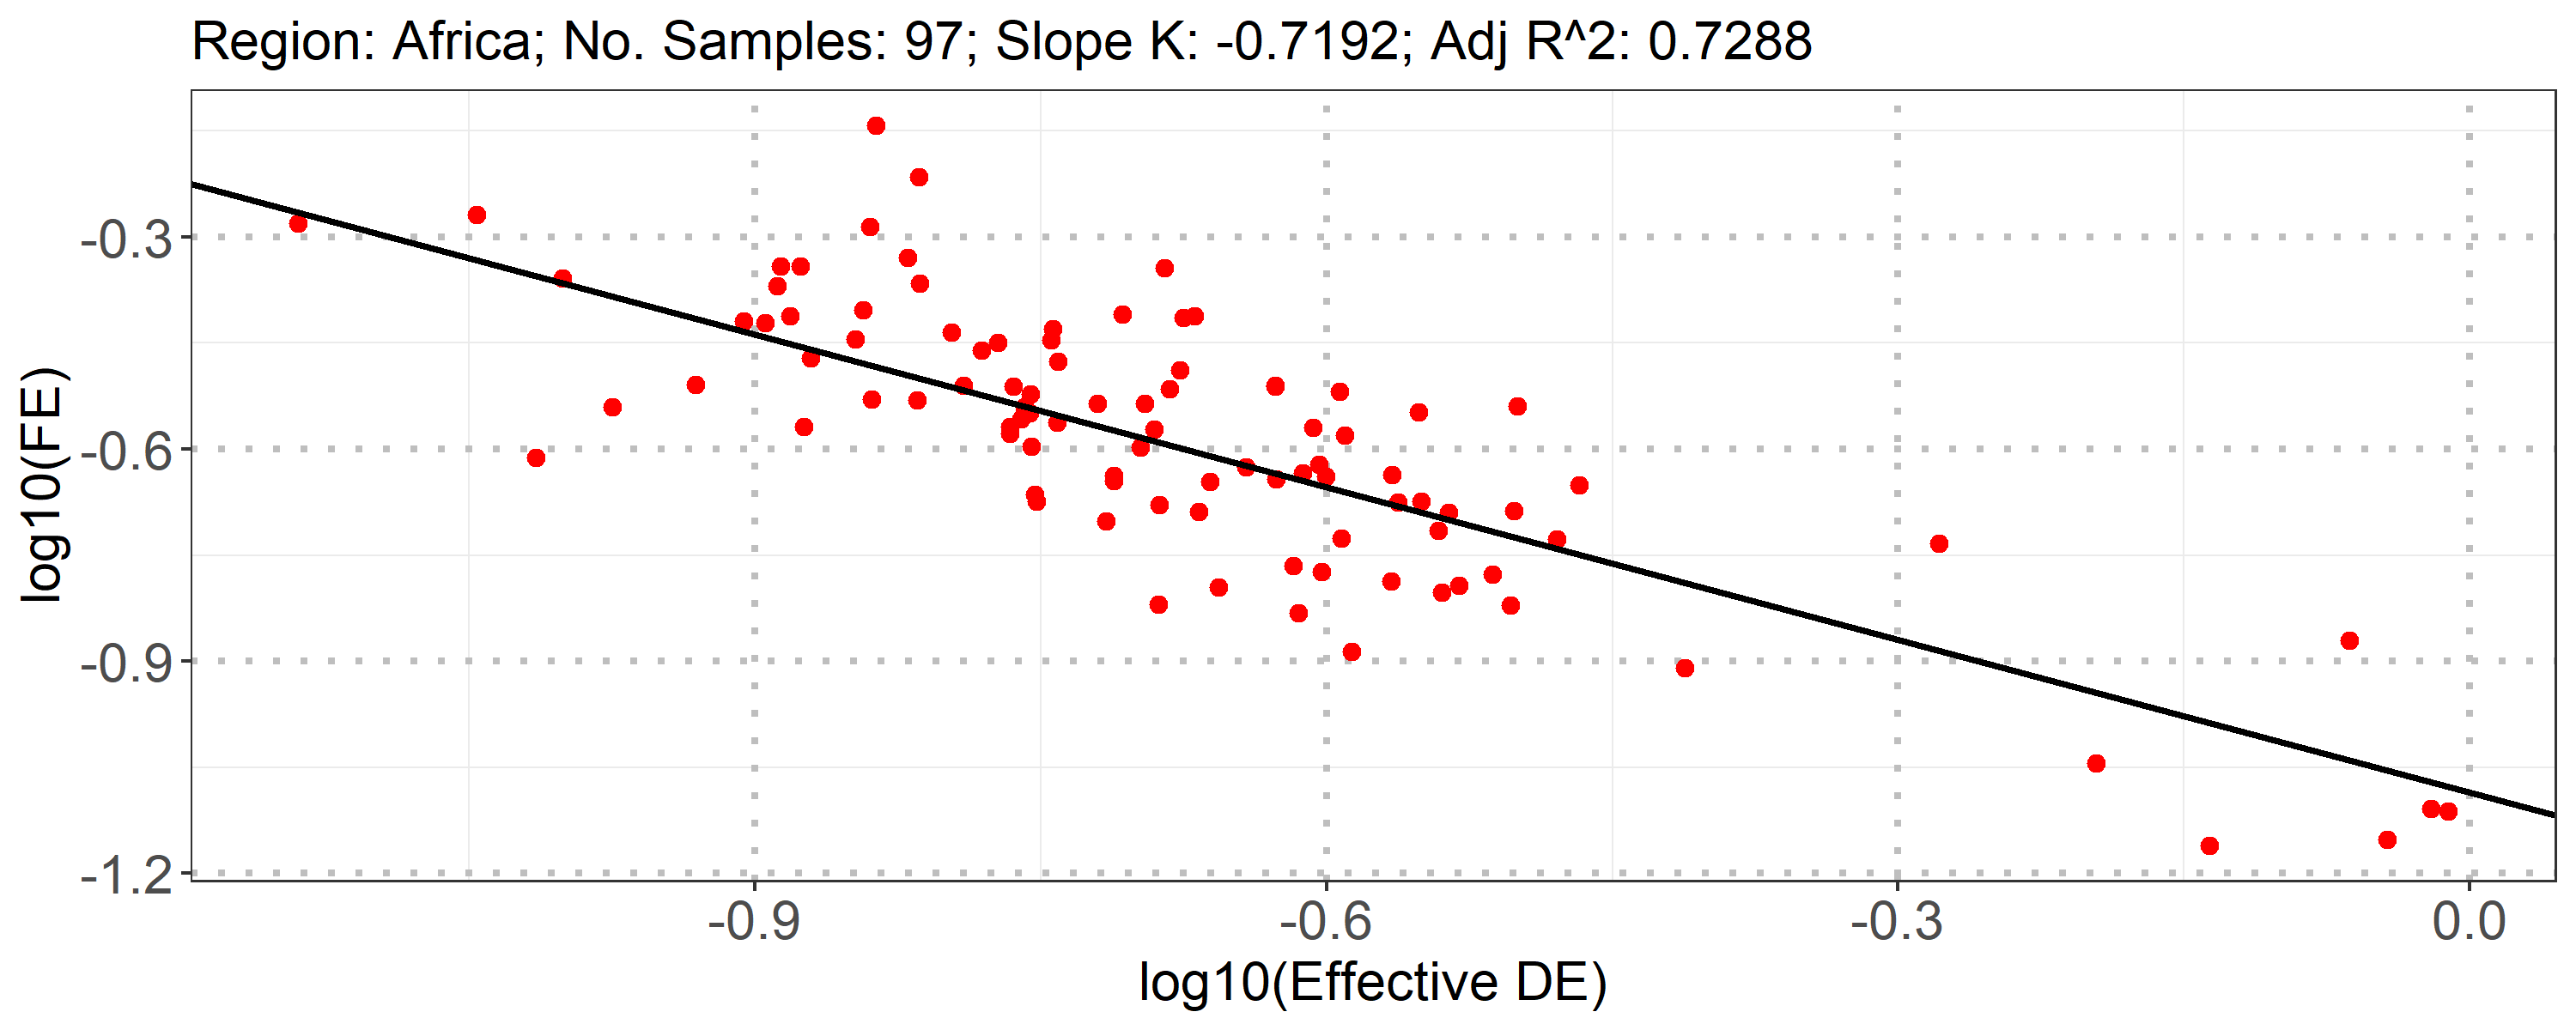 Region: Africa; No. Samples: 97; Slope K: -0.7192; Adj R^2: 0.7288
log10(FE)
-0.3
-0.6
-0.9
-1.2
-0.9
-0.6
-0.3
0.0
log10(Effective DE)